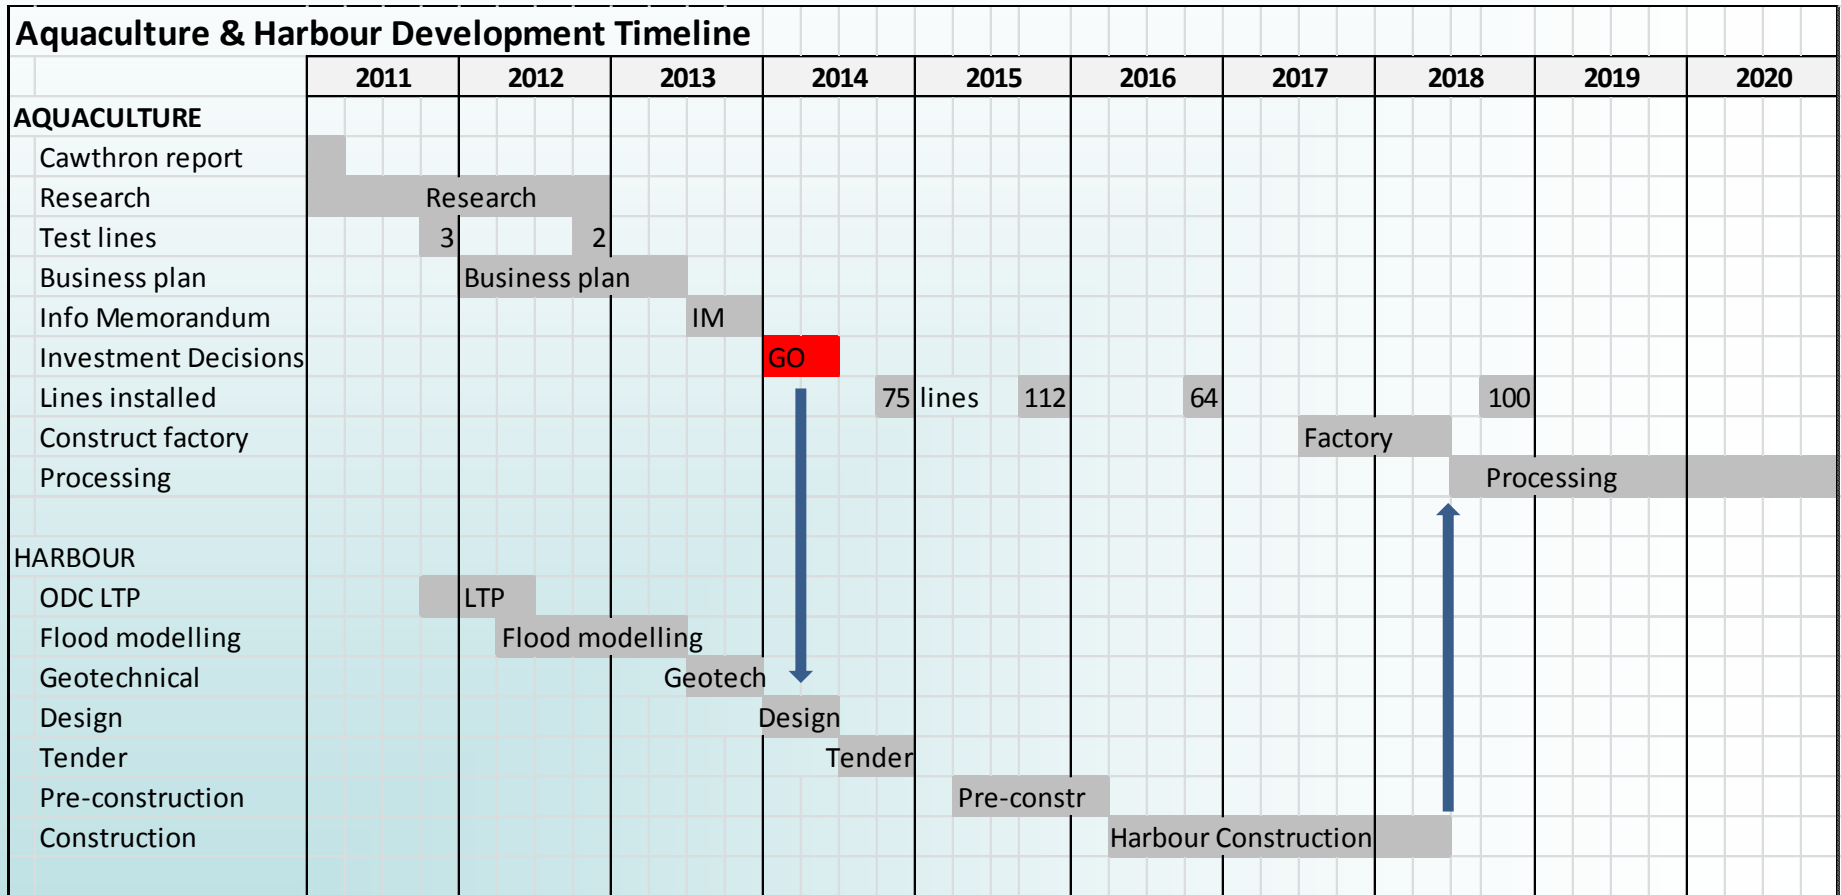 Aquaculture & Harbour Development Timeline
2011 2012 2013 2014 2015 2016 2017 2018 2019 2020
AQUACULTURE
Cawthron report
Research Research
Test lines 3 2
Business plan Business plan
Info Memorandum IM
Investment Decisions GO
Lines installed 75 lines 112 64 100
Construct factory Factory
Processing Processing
HARBOUR
ODC LTP LTP
Flood modelling Flood modelling
Geotechnical Geotech
Design Design
Tender Tender
Pre-construction Pre-constr
Construction Harbour Construction